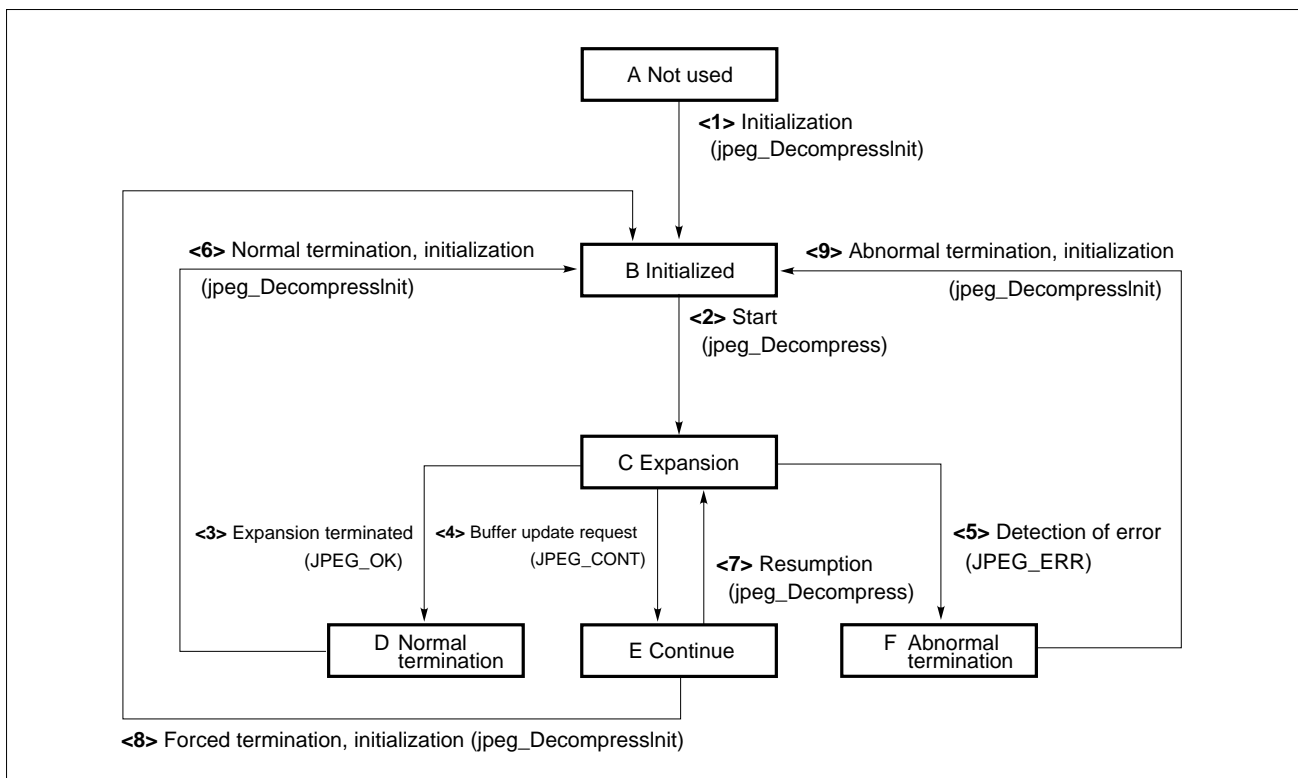 A Not used
<1> Initialization
(jpeg_DecompressInit)
<6> Normal termination, initialization
(jpeg_DecompressInit)
B Initialized
<9> Abnormal termination, initialization
(jpeg_DecompressInit)
<2> Start
(jpeg_Decompress)
C Expansion
<3> Expansion terminated
(JPEG_OK)
<4> Buffer update request
(JPEG_CONT)
<7> Resumption
(jpeg_Decompress)
<5> Detection of error
(JPEG_ERR)
D Normal
termination
E Continue
F Abnormal
termination
<8> Forced termination, initialization (jpeg_DecompressInit)